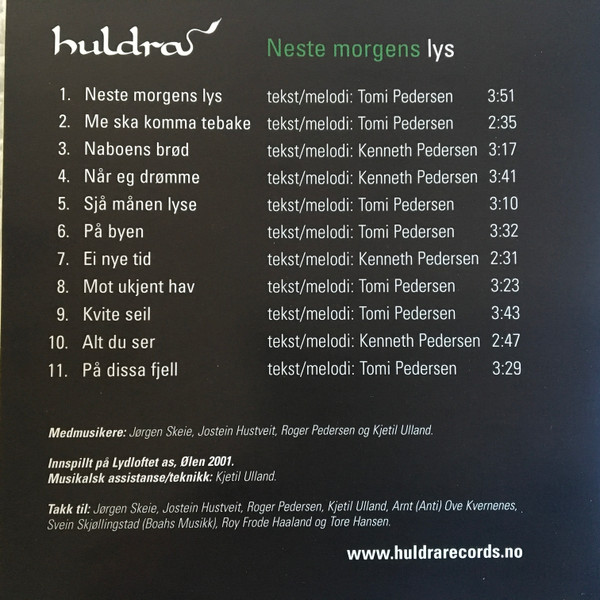 huldra
Neste morgens lys
1. Neste morgens lys tekst/melodi: Tomi Pedersen 3:51
2. Me ska komma tebake tekst/melodi: Tomi Pedersen 2:35
3. Naboens brød tekst/melodi: Kenneth Pedersen 3:17
4. Når eg drømme tekst/melodi: Kenneth Pedersen 3:41
5. Sjå månen lyse tekst/melodi: Tomi Pedersen 3:10
6. På byen tekst/melodi: Tomi Pedersen 3:32
7. Ei nye tid tekst/melodi: Kenneth Pedersen 2:31
8. Mot ukjent hav tekst/melodi: Tomi Pedersen 3:23
9. Kvite seil tekst/melodi: Tomi Pedersen 3:43
10. Alt du ser tekst/melodi: Kenneth Pedersen 2:47
11. På dissa fjell tekst/melodi: Tomi Pedersen 3:29
Medmusikere: Jørgen Skeie, Jostein Hustveit, Roger Pedersen og Kjetil Ulland.
Innspillt på Lydloftet as, Ølen 2001.
Musikalsk assistanse/teknikk: Kjetil Ulland.
Takk til: Jørgen Skeie, Jostein Hustveit, Roger Pedersen, Kjetil Ulland, Arnt (Anti) Ove Kvernenes,
Svein Skjøllingstad (Boahs Musikk), Roy Frode Haaland og Tore Hansen.
www.huldrarecords.no